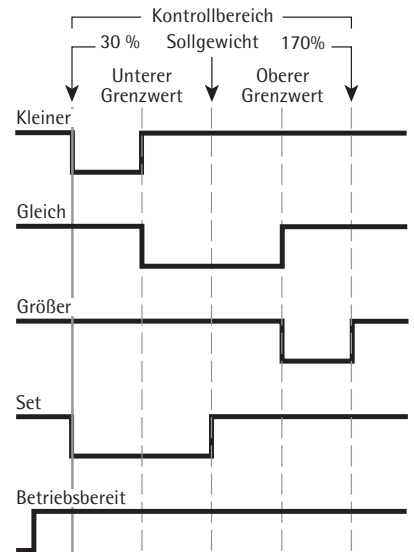 Kontrollbereich
30 % Sollgewicht 170%
Unterer Oberer
Grenzwert Grenzwert
Kleiner
Gleich
Größer
Set
Betriebsbereit